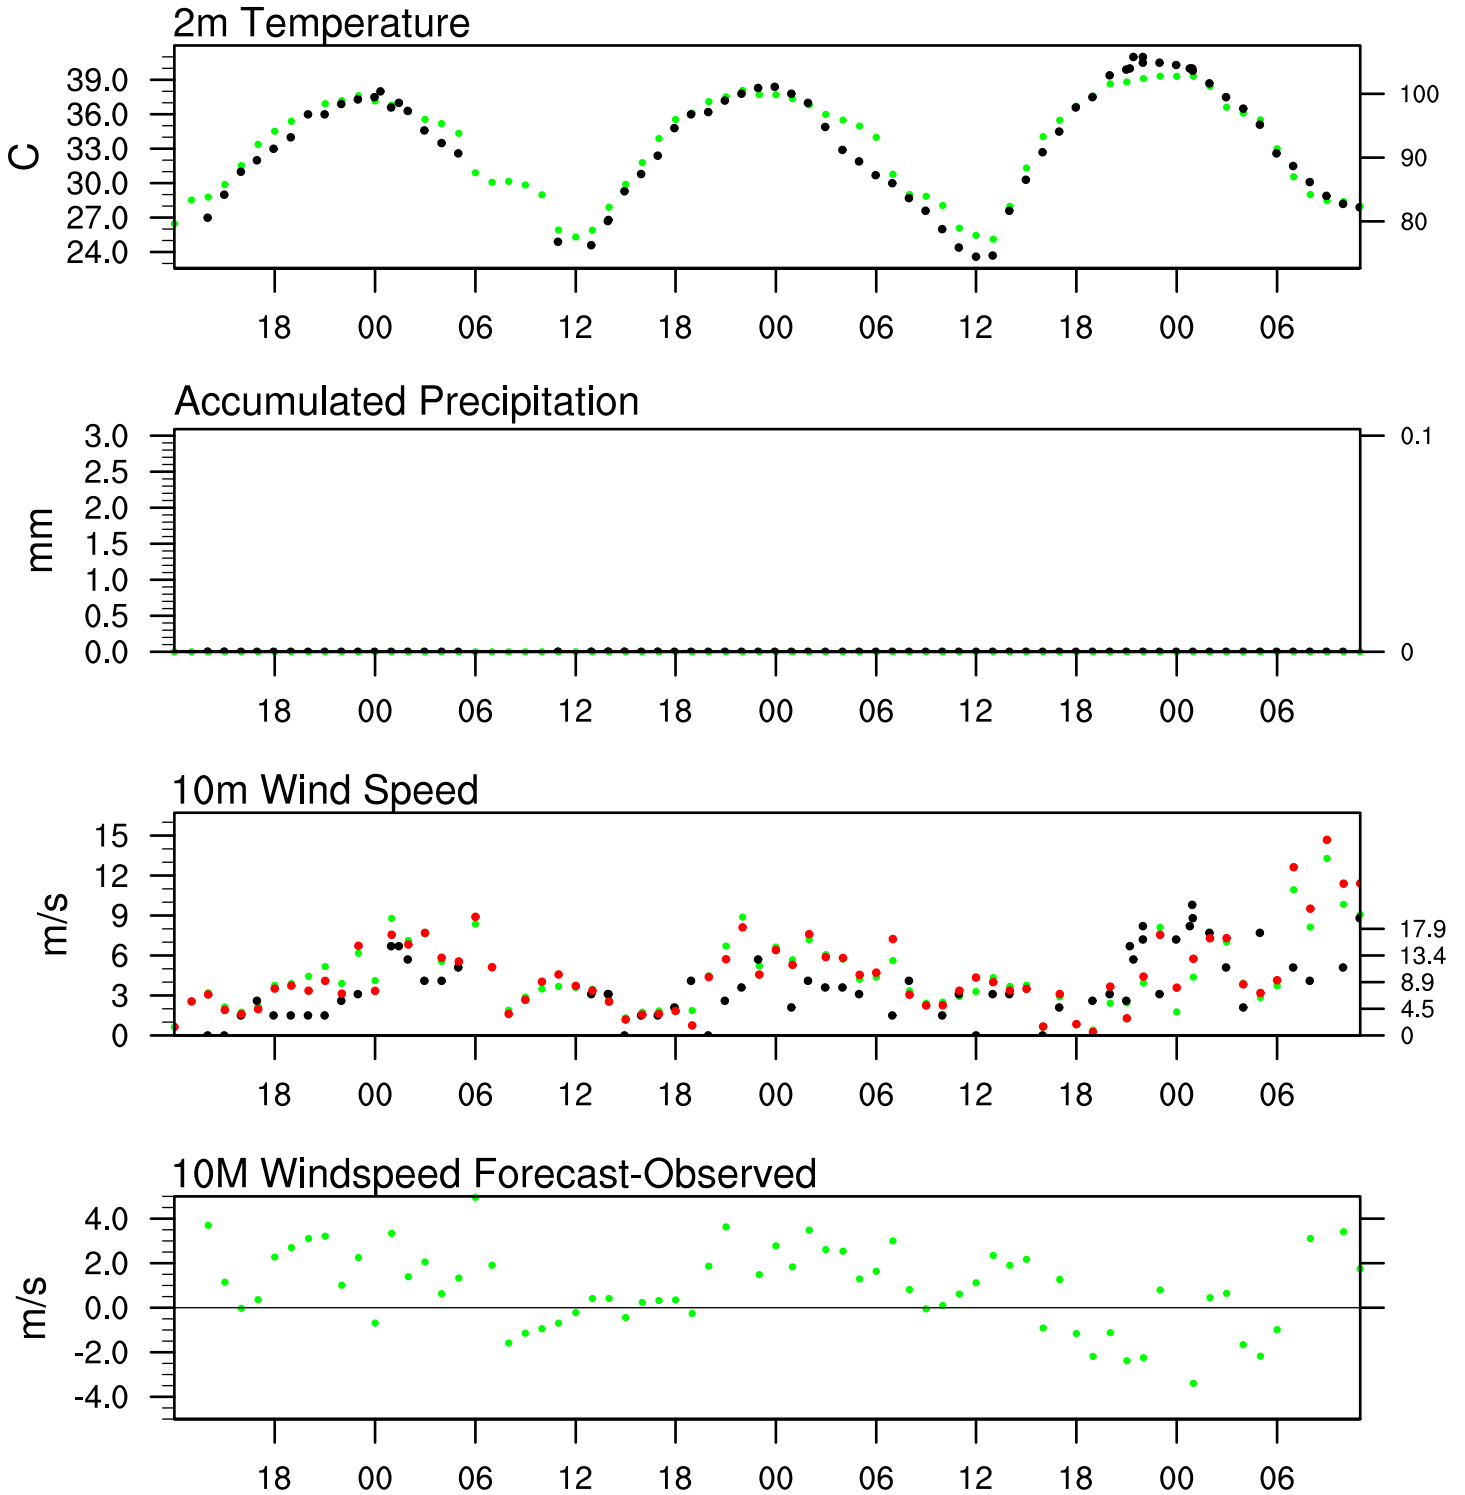 2m Temperature
39.0
36.0
33.0
30.0
27.0
24.0
C
100
90
80
18 00 06 12 18 00 06 12 18 00 06
Accumulated Precipitation
3.0
2.5
2.0
1.5
1.0
0.5
0.0
mm
0.1
0
18 00 06 12 18 00 06 12 18 00 06
10m Wind Speed
15
12
9
6
3
0
m/s
17.9
13.4
8.9
4.5
0
18 00 06 12 18 00 06 12 18 00 06
10M Windspeed Forecast-Observed
4.0
2.0
0.0
-2.0
-4.0
m/s
18 00 06 12 18 00 06 12 18 00 06